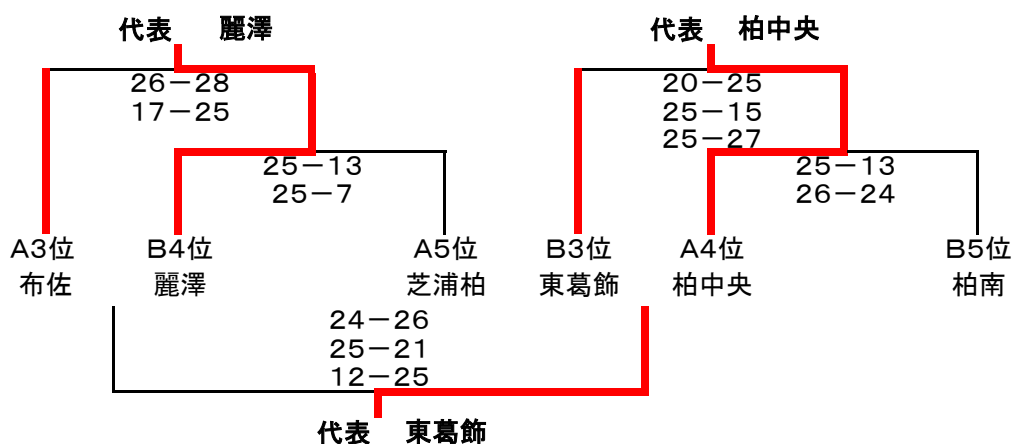 代表 麗澤
代表 柏中央
26－28
17－25
20－25
25－15
25－27
25－13
25－7
25－13
26－24
A3位
B4位
A5位
B3位
A4位
B5位
布佐
麗澤
芝浦柏
東葛飾
柏中央
柏南
24－26
25－21
12－25
代表 東葛飾